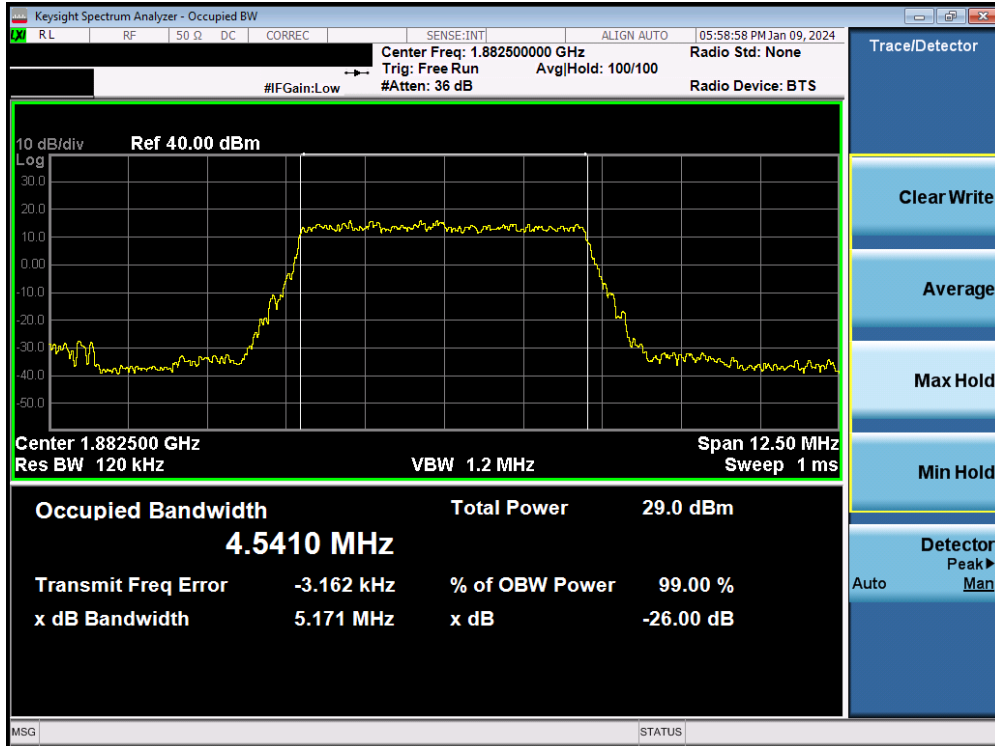 Keysight Spectrum Analyzer - Occupied BW
LXI RL RF 50 Ω DC CORREC SENSE:INT ALIGN AUTO 05:58:58 PM Jan 09, 2024
Center Freq: 1.882500000 GHz Radio Std: None
Trig: Free Run Avg|Hold: 100/100
#IFGain:Low #Atten: 36 dB Radio Device: BTS
Trace/Detector
10 dB/div Ref 40.00 dBm
Log
30.0
20.0
10.0
0.00
-10.0
-20.0
-30.0
-40.0
-50.0
Center 1.882500 GHz Span 12.50 MHz
Res BW 120 kHz VBW 1.2 MHz Sweep 1 ms
Occupied Bandwidth Total Power 29.0 dBm
4.5410 MHz
Transmit Freq Error -3.162 kHz % of OBW Power 99.00 %
x dB Bandwidth 5.171 MHz x dB -26.00 dB
Clear Write
Average
Max Hold
Min Hold
Detector
Peak▶
Auto Man
MSG STATUS